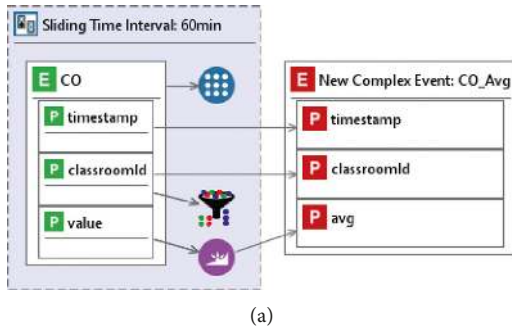 Sliding Time Interval: 60min
E CO
P timestamp
P classroomId
P value
E New Complex Event: CO_Avg
P timestamp
P classroomId
P avg
(a)